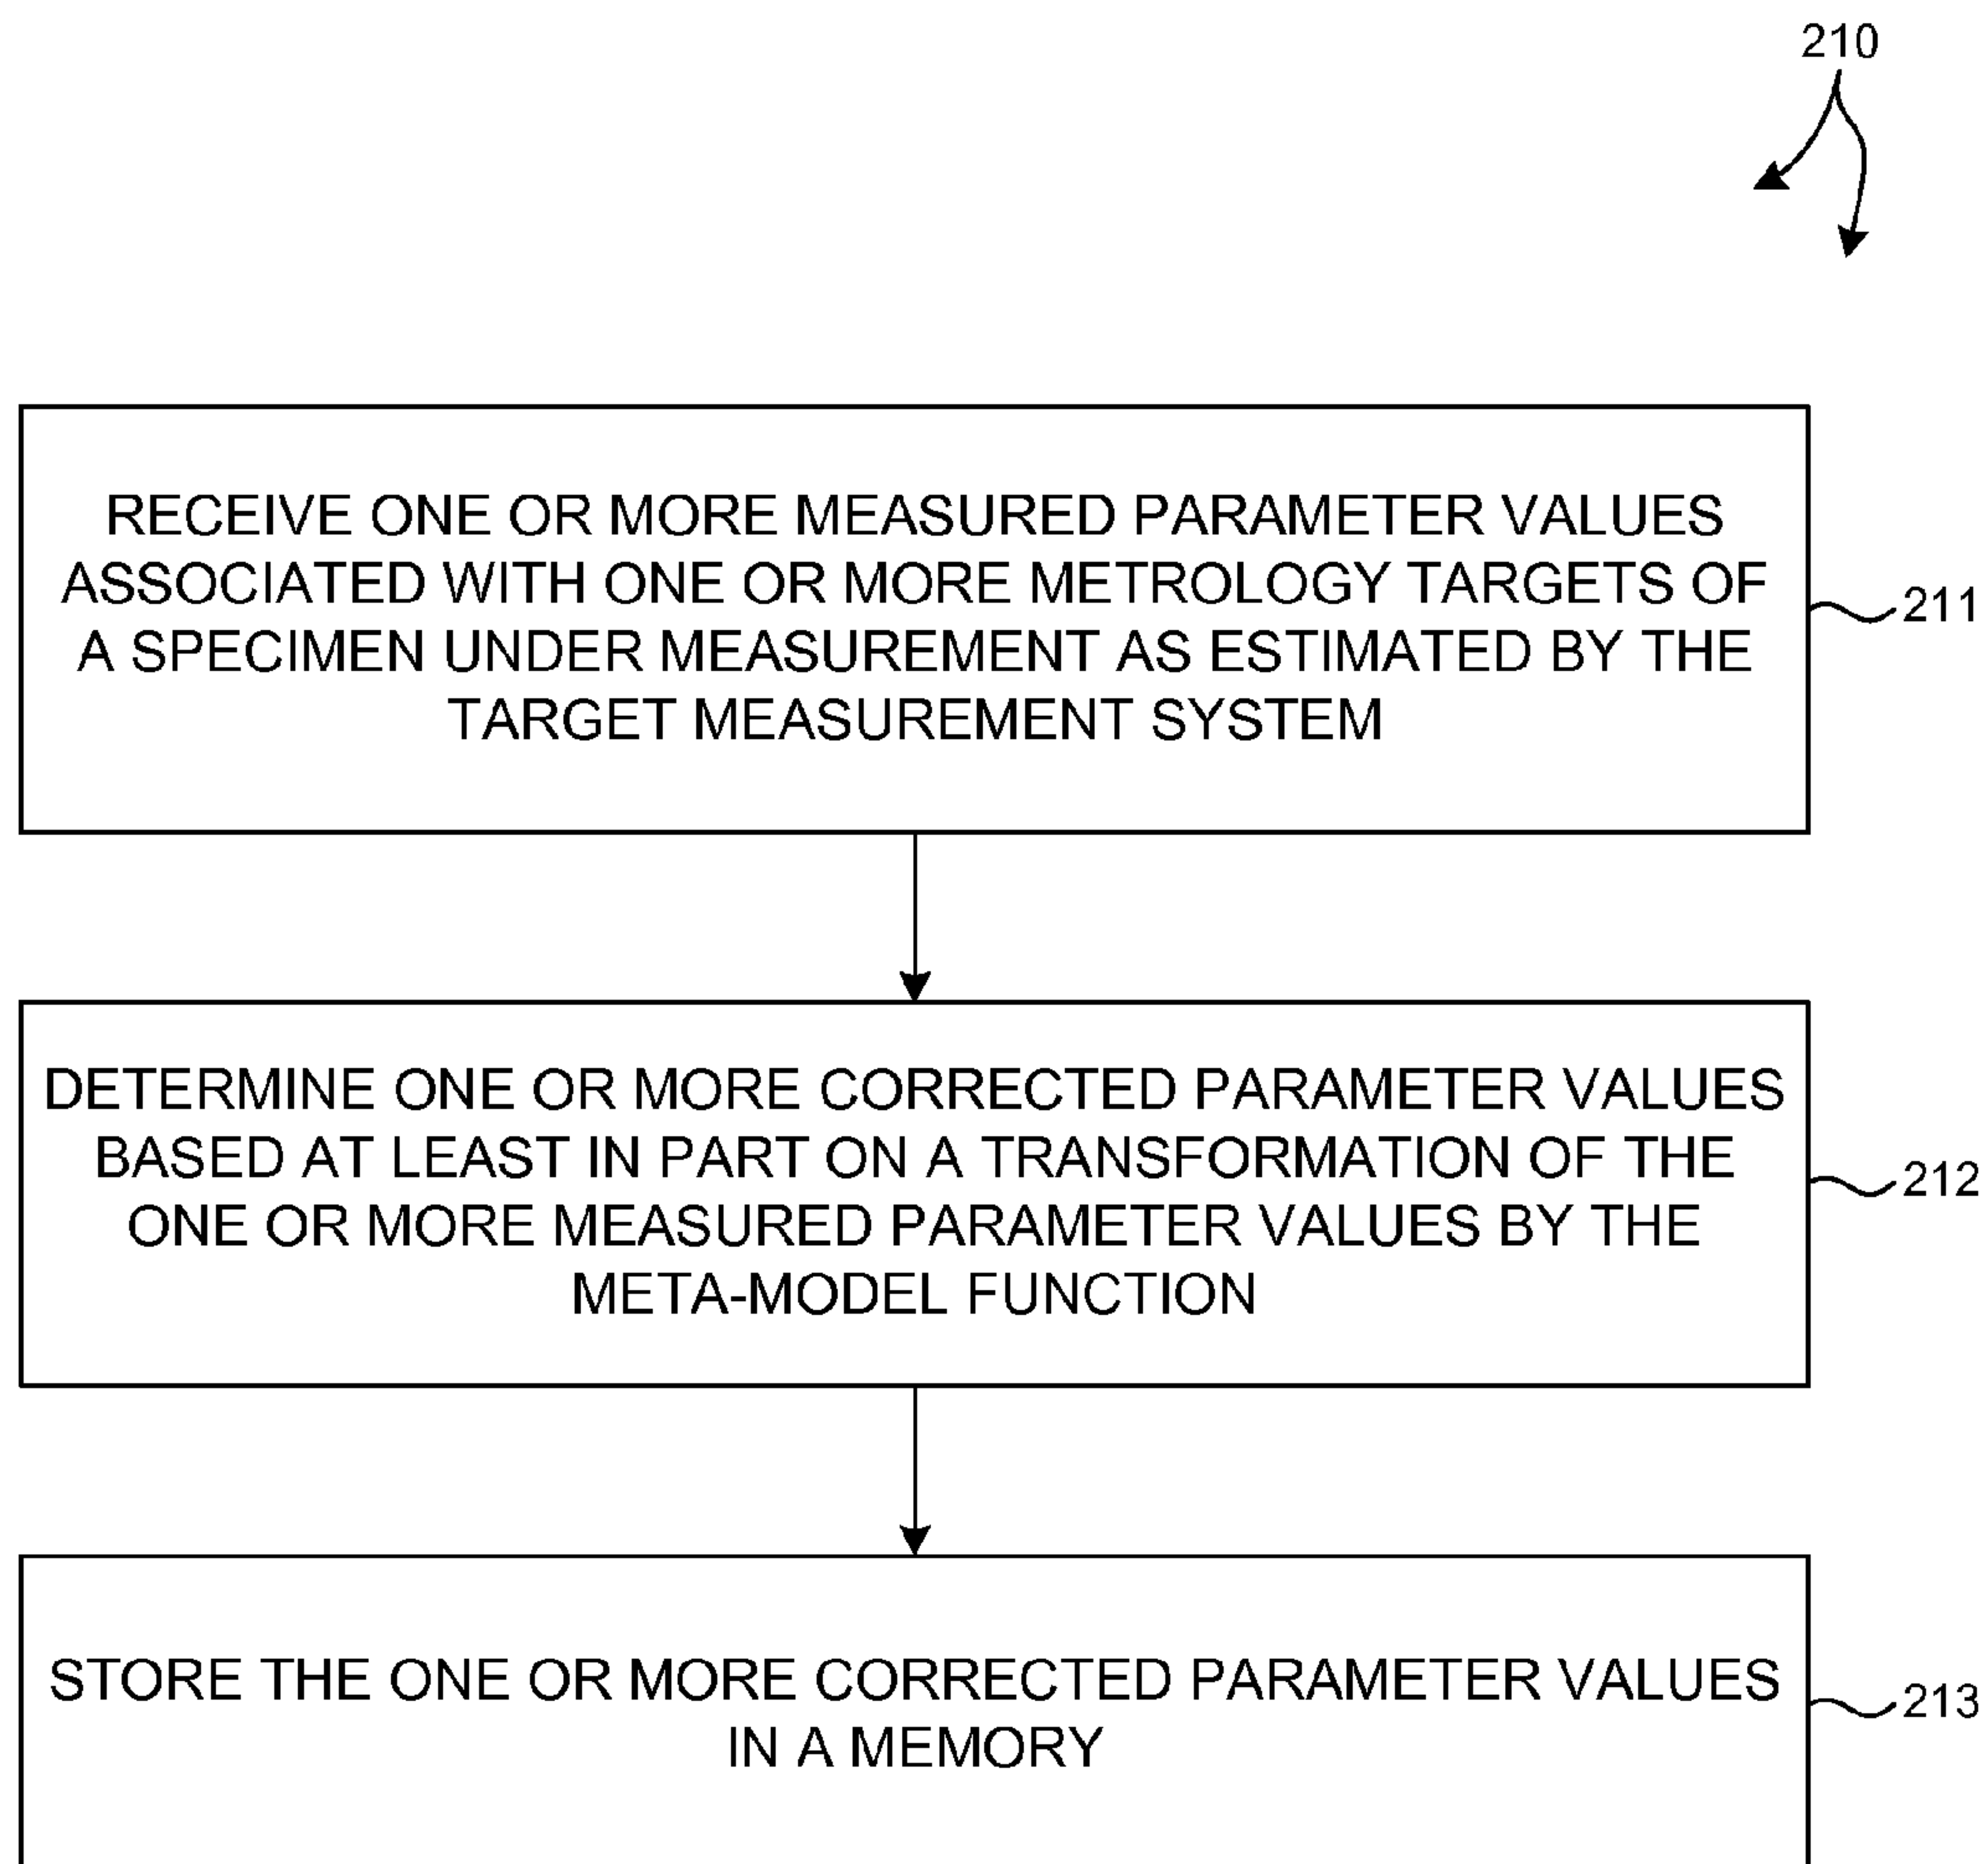 210
RECEIVE ONE OR MORE MEASURED PARAMETER VALUES
ASSOCIATED WITH ONE OR MORE METROLOGY TARGETS OF
A SPECIMEN UNDER MEASUREMENT AS ESTIMATED BY THE
TARGET MEASUREMENT SYSTEM
211
DETERMINE ONE OR MORE CORRECTED PARAMETER VALUES
BASED AT LEAST IN PART ON A TRANSFORMATION OF THE
ONE OR MORE MEASURED PARAMETER VALUES BY THE
META-MODEL FUNCTION
212
STORE THE ONE OR MORE CORRECTED PARAMETER VALUES
IN A MEMORY
213